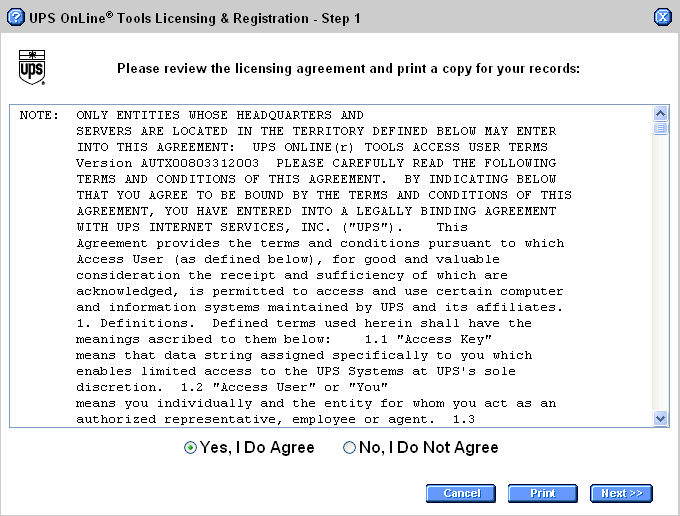 UPS OnLine® Tools Licensing & Registration - Step 1
ups
Please review the licensing agreement and print a copy for your records:
NOTE:  ONLY ENTITIES WHOSE HEADQUARTERS AND
SERVERS ARE LOCATED IN THE TERRITORY DEFINED BELOW MAY ENTER
INTO THIS AGREEMENT:  UPS ONLINE(r) TOOLS ACCESS USER TERMS
Version AUTX00803312003  PLEASE CAREFULLY READ THE FOLLOWING
TERMS AND CONDITIONS OF THIS AGREEMENT.  BY INDICATING BELOW
THAT YOU AGREE TO BE BOUND BY THE TERMS AND CONDITIONS OF THIS
AGREEMENT, YOU HAVE ENTERED INTO A LEGALLY BINDING AGREEMENT
WITH UPS INTERNET SERVICES, INC. ("UPS").    This
Agreement provides the terms and conditions pursuant to which
Access User (as defined below), for good and valuable
consideration the receipt and sufficiency of which are
acknowledged, is permitted to access and use certain computer
and information systems maintained by UPS and its affiliates.
1. Definitions.  Defined terms used herein shall have the
meanings ascribed to them below:    1.1 "Access Key"
means that data string assigned specifically to you which
enables limited access to the UPS Systems at UPS's sole
discretion.  1.2 "Access User" or "You"
means you individually and the entity for whom you act as an
authorized representative, employee or agent.  1.3
Yes, I Do Agree
No, I Do Not Agree
Cancel
Print
Next >>